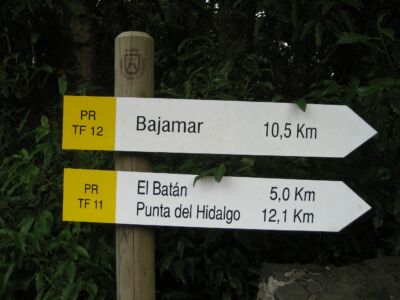 PR
TF 12
Bajamar 10,5 Km
PR
TF 11
El Batán 5,0 Km
Punta del Hidalgo 12,1 Km